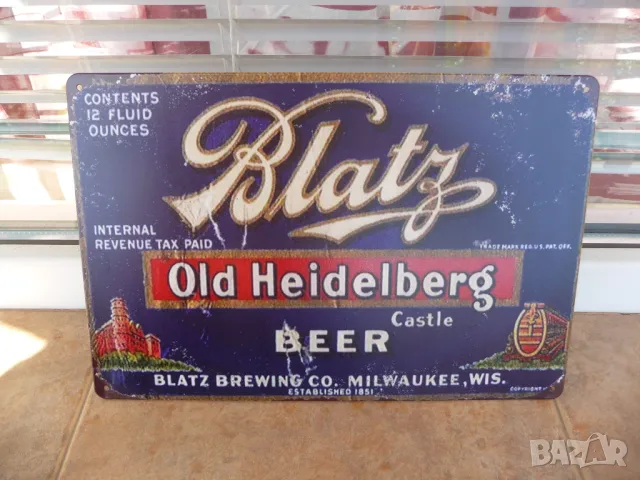 CONTENTS
12 FLUID
OUNCES
Blatz
INTERNAL
REVENUE TAX PAID
TRADE MARK REG. U.S. PAT. OFF.
Old Heidelberg
Castle
BEER
BLATZ BREWING CO. MILWAUKEE, WIS.
ESTABLISHED 1851
COPYRIGHT
BAZAR